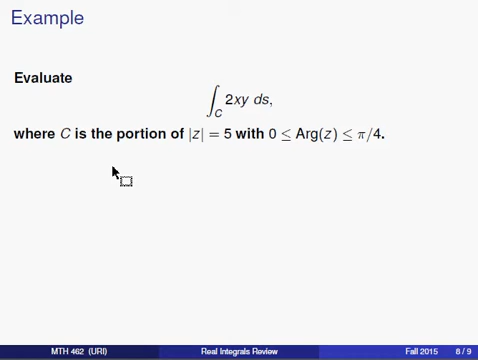 Example
Evaluate
∫_C 2xy ds,
where C is the portion of |z| = 5 with 0 ≤ Arg(z) ≤ π/4.
MTH 462 (URI) Real Integrals Review Fall 2015 8 / 9